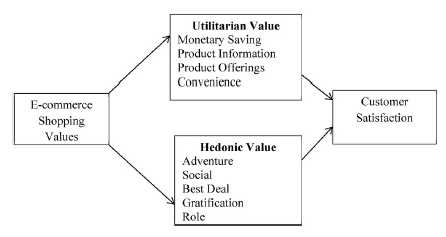 Utilitarian Value
Monetary Saving
Product Information
Product Offerings
Convenience
E-commerce
Shopping
Values
Customer
Satisfaction
Hedonic Value
Adventure
Social
Best Deal
Gratification
Role